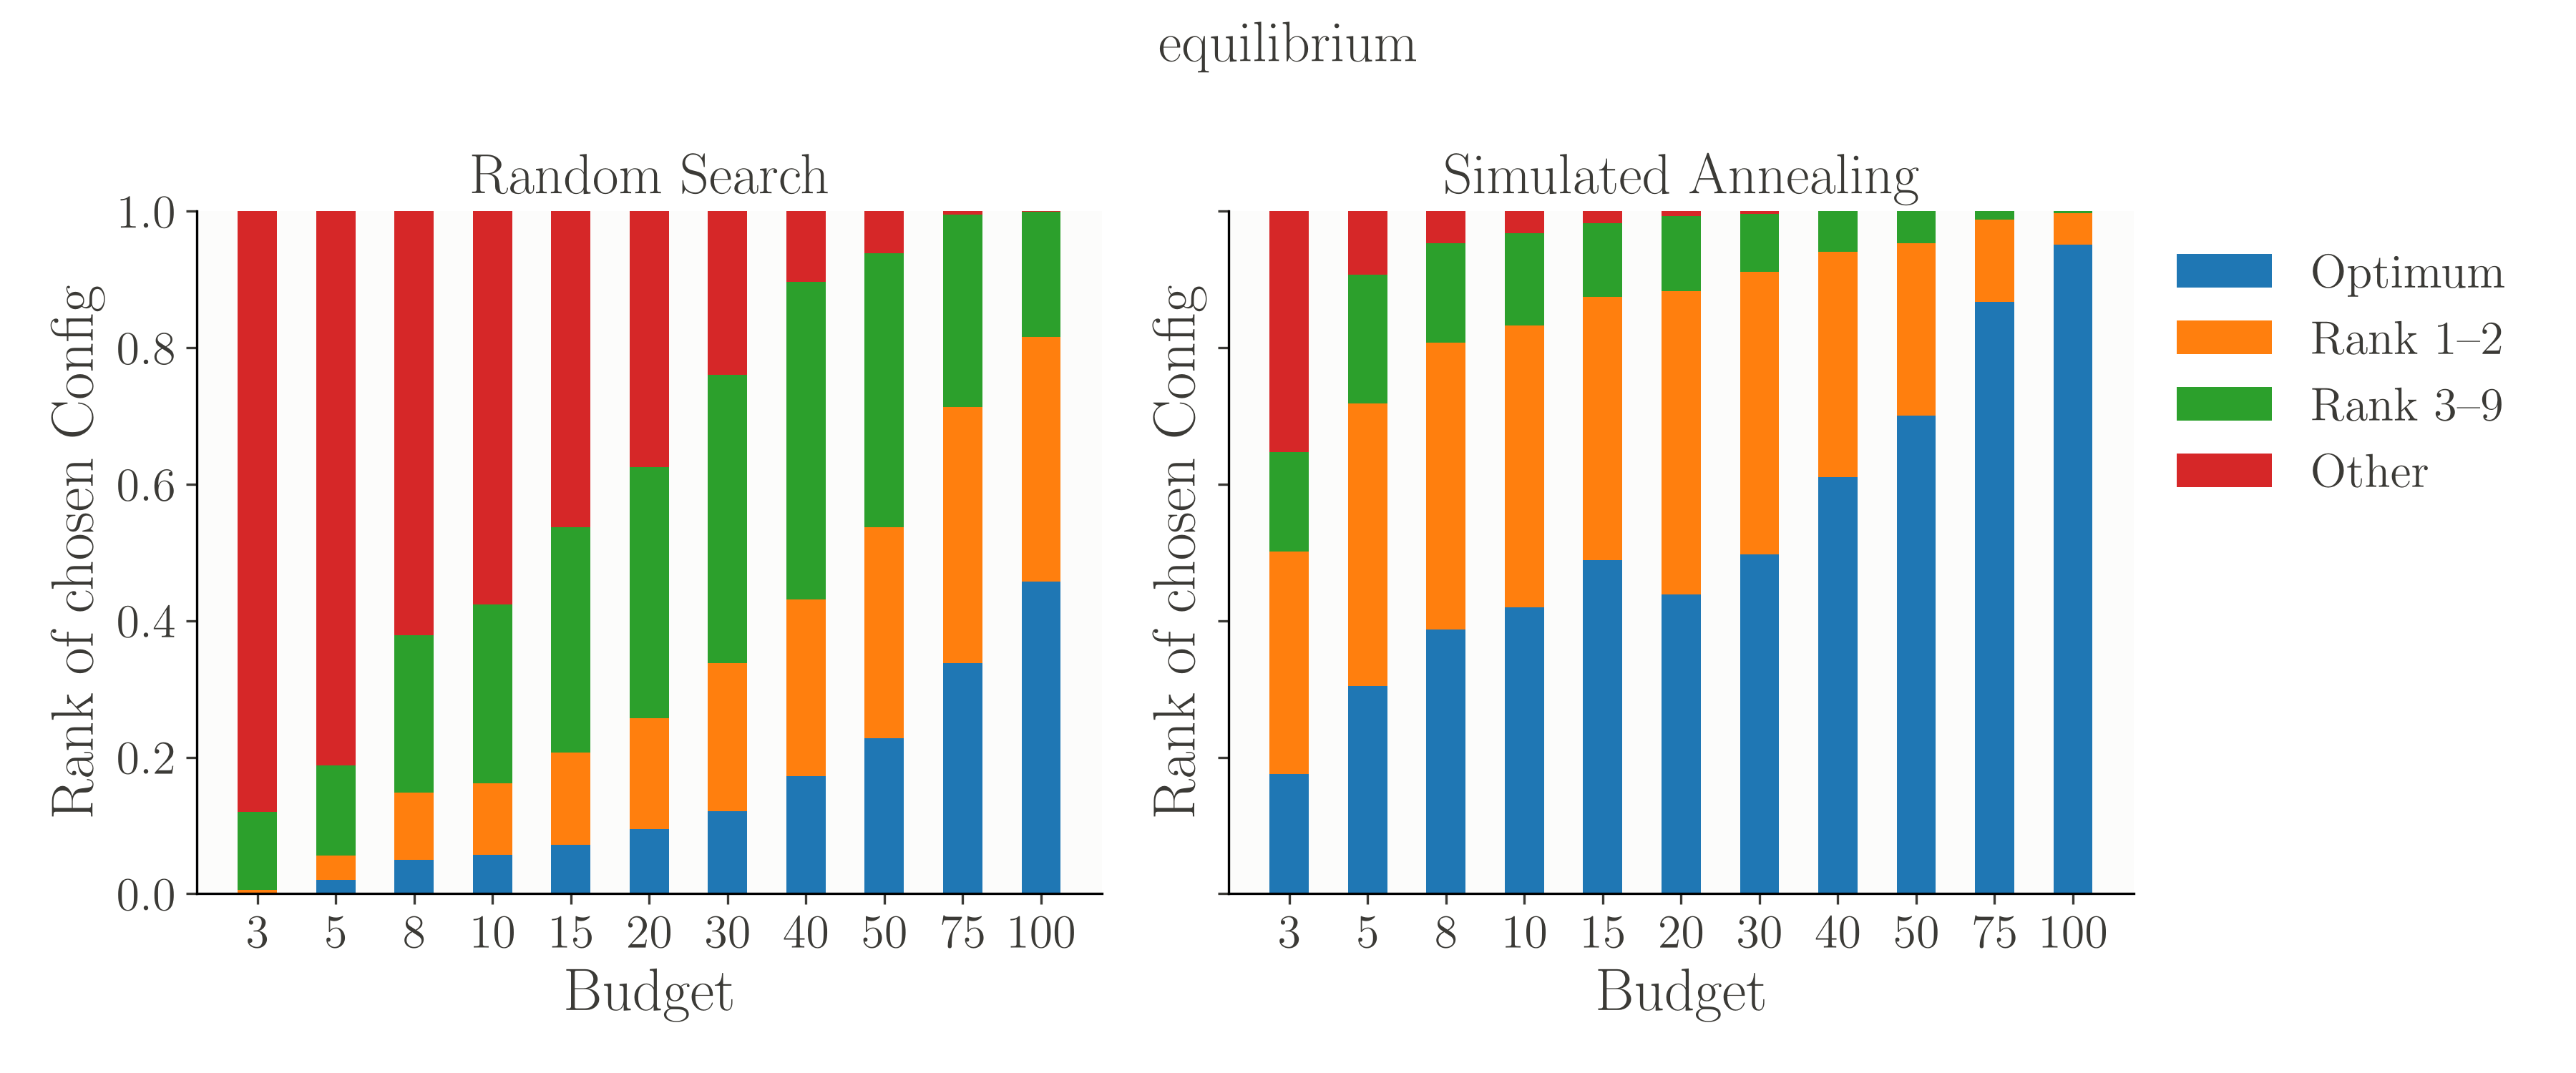 equilibrium
Random Search
Rank of chosen Config
1.0
0.8
0.6
0.4
0.2
0.0
3 5 8 10 15 20 30 40 50 75 100
Budget
Simulated Annealing
Rank of chosen Config
3 5 8 10 15 20 30 40 50 75 100
Budget
Optimum
Rank 1–2
Rank 3–9
Other